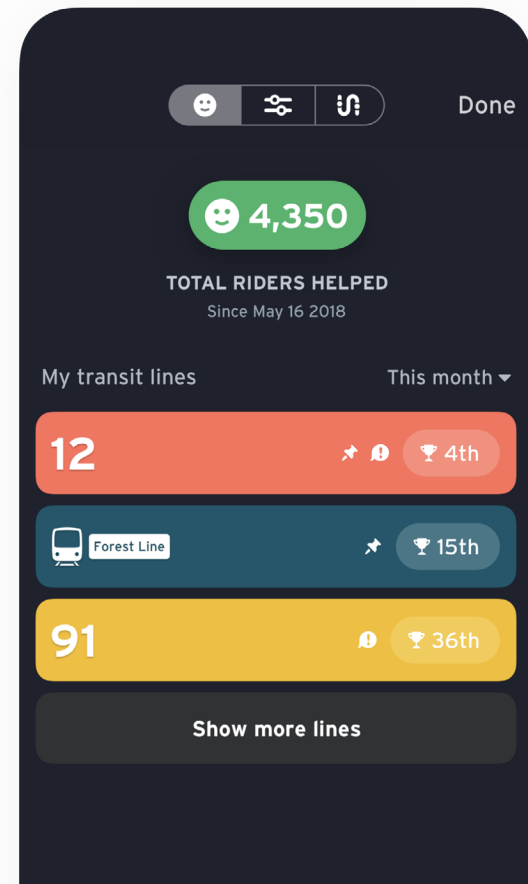 Done
4,350
TOTAL RIDERS HELPED
Since May 16 2018
My transit lines This month
12 4th
Forest Line 15th
91 36th
Show more lines